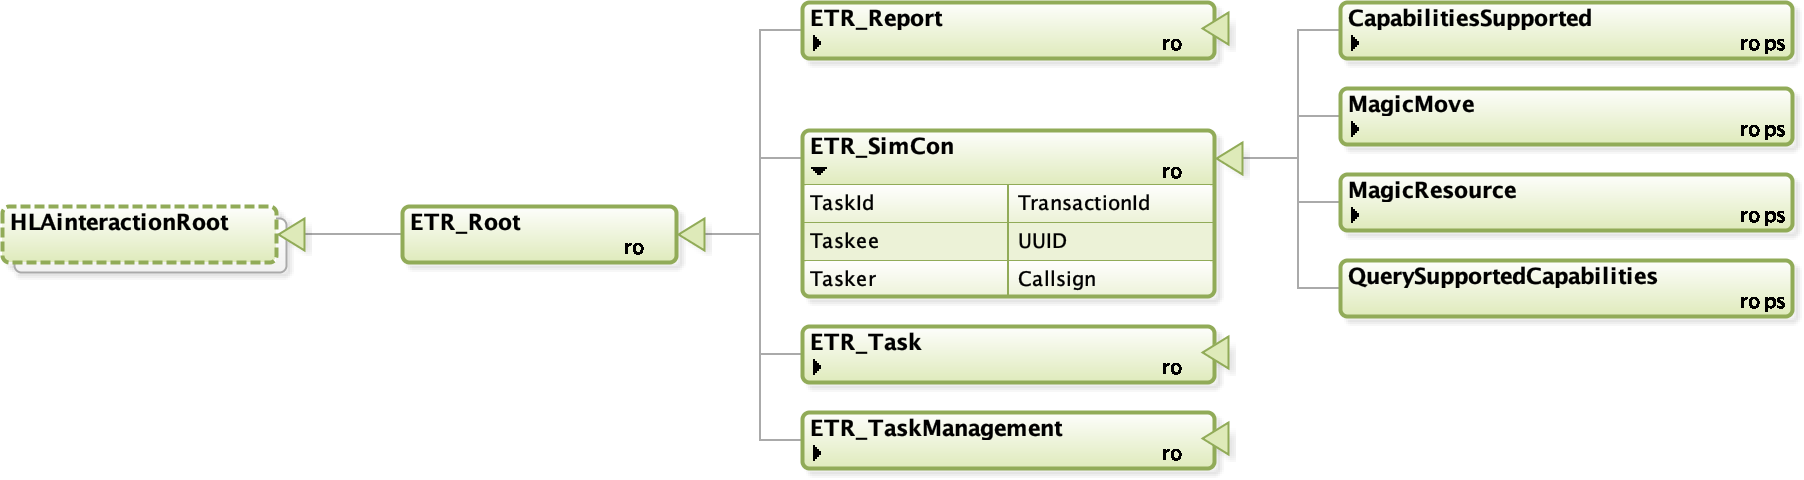 HLAinteractionRoot
ETR_Root
ro
ETR_Report
ro
ETR_SimCon
ro
TaskId TransactionId
Taskee UUID
Tasker Callsign
ETR_Task
ro
ETR_TaskManagement
ro
CapabilitiesSupported
ro ps
MagicMove
ro ps
MagicResource
ro ps
QuerySupportedCapabilities
ro ps